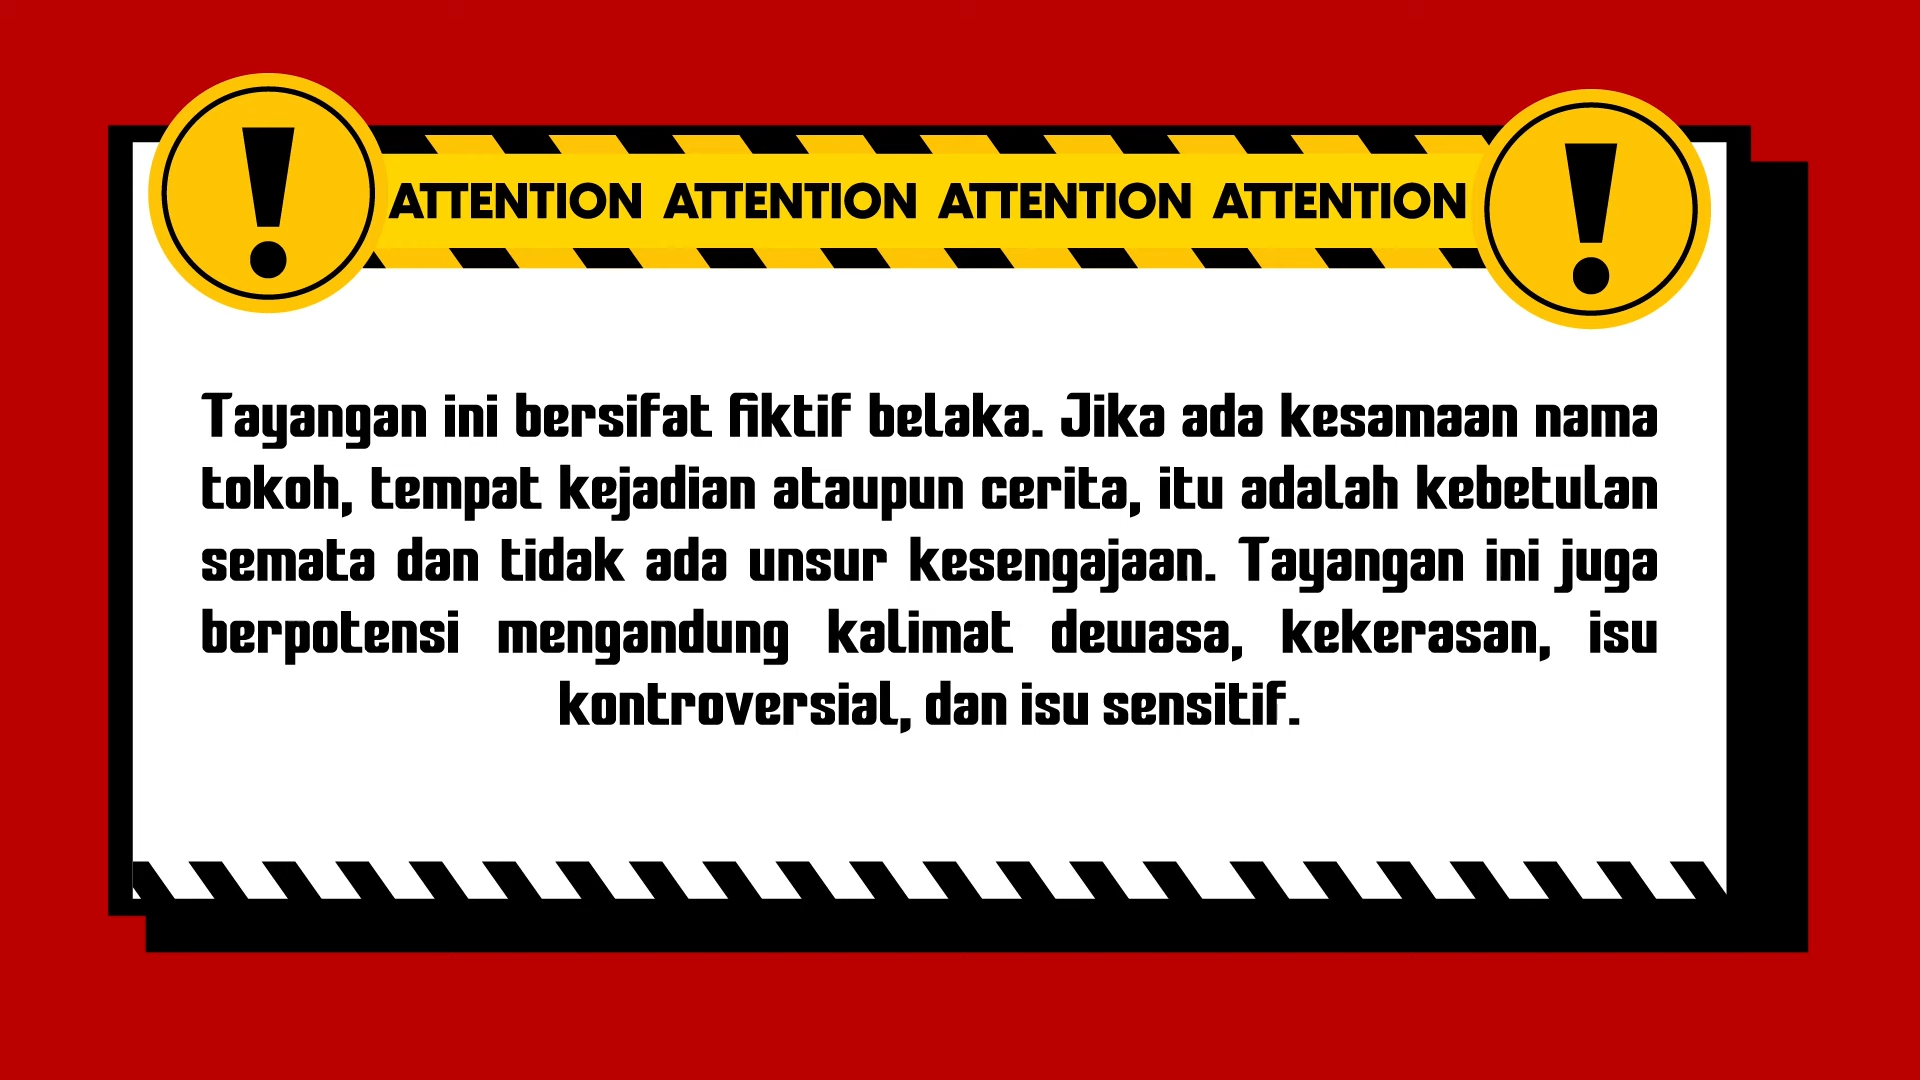 ATTENTION ATTENTION ATTENTION ATTENTION
Tayangan ini bersifat fiktif belaka. Jika ada kesamaan nama
tokoh, tempat kejadian ataupun cerita, itu adalah kebetulan
semata dan tidak ada unsur kesengajaan. Tayangan ini juga
berpotensi mengandung kalimat dewasa, kekerasan, isu
kontroversial, dan isu sensitif.